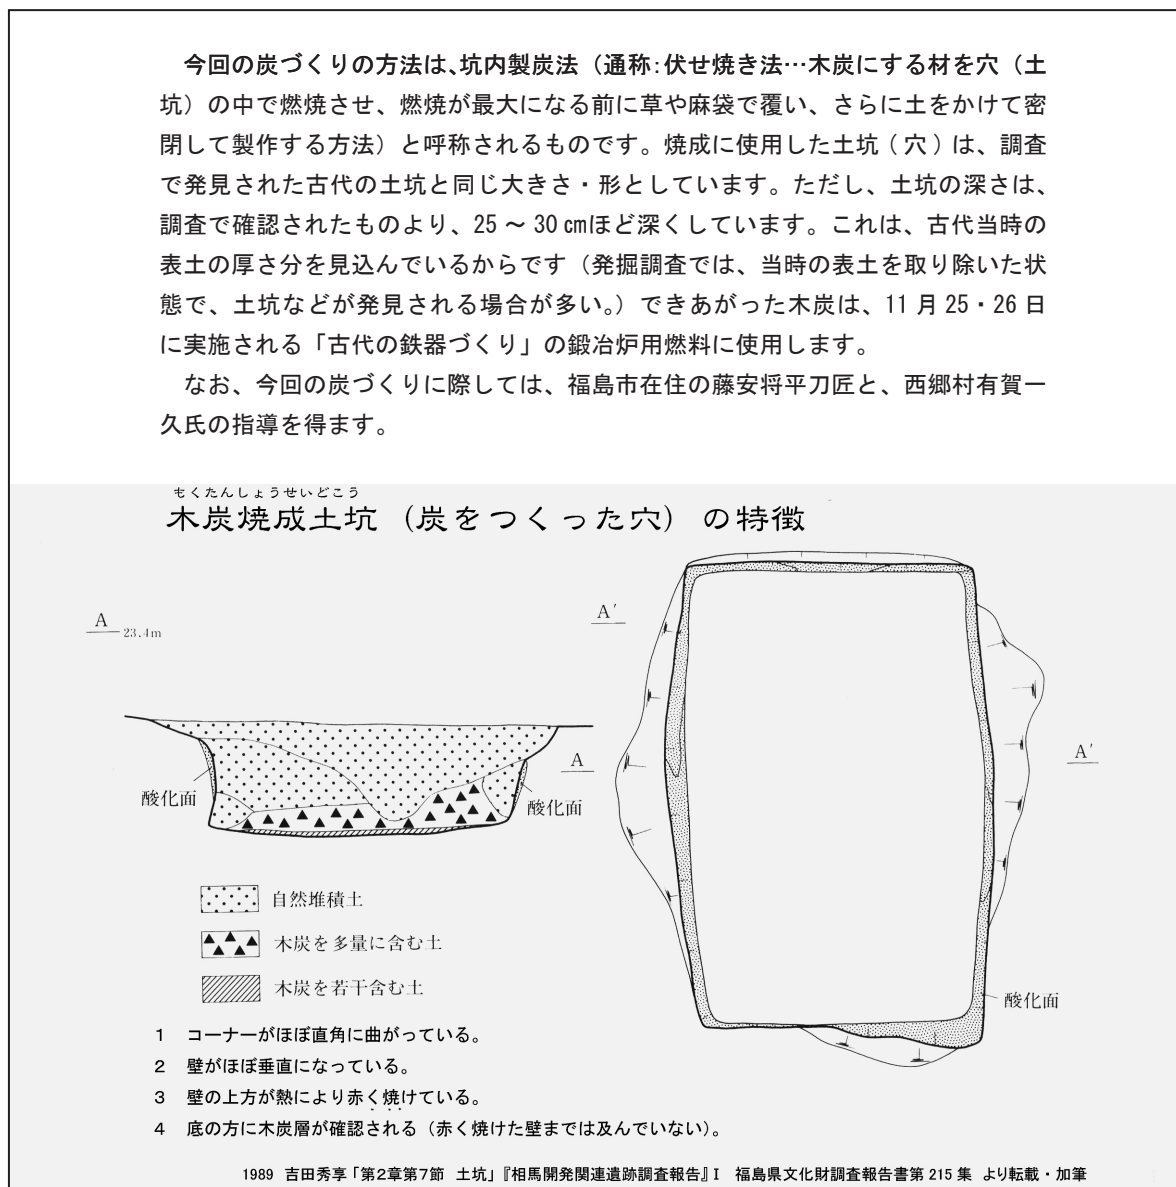 今回の炭づくりの方法は、坑内製炭法（通称：伏せ焼き法…木炭にする材を穴（土
坑）の中で燃焼させ、燃焼が最大になる前に草や麻袋で覆い、さらに土をかけて密
閉して製作する方法）と呼称されるものです。焼成に使用した土坑(穴)は、調査
で発見された古代の土坑と同じ大きさ・形としています。ただし、土坑の深さは、
調査で確認されたものより、25～30㎝ほど深くしています。これは、古代当時の
表土の厚さ分を見込んでいるからです（発掘調査では、当時の表土を取り除いた状
態で、土坑などが発見される場合が多い。）できあがった木炭は、11月25・26日
に実施される「古代の鉄器づくり」の鍛冶炉用燃料に使用します。
なお、今回の炭づくりに際しては、福島市在住の藤安将平刀匠と、西郷村有賀一
久氏の指導を得ます。
もくたんしょうせいどこう
木炭焼成土坑（炭をつくった穴）の特徴
A
23.4m
A′
酸化面
酸化面
A
A′
酸化面
自然堆積土
木炭を多量に含む土
木炭を若干含む土
1 コーナーがほぼ直角に曲がっている。
2 壁がほぼ垂直になっている。
3 壁の上方が熱により赤く焼けている。
4 底の方に木炭層が確認される（赤く焼けた壁までは及んでいない）。
1989 吉田秀享「第2章第7節 土坑」『相馬開発関連遺跡調査報告』Ⅰ 福島県文化財調査報告書第215集 より転載・加筆